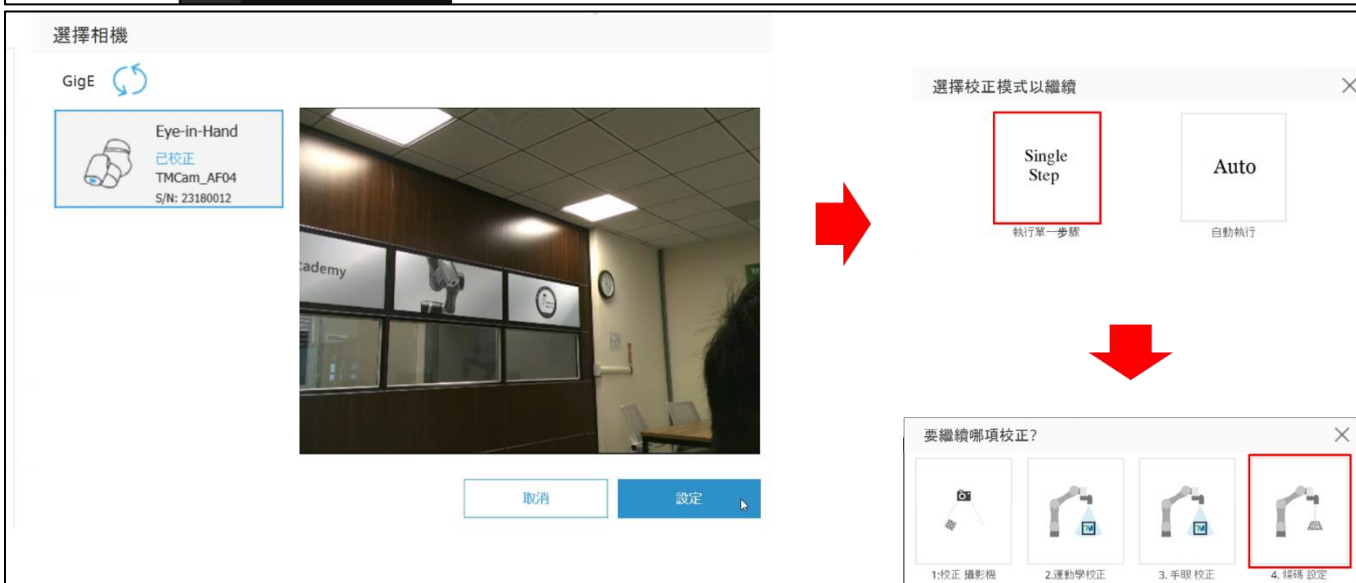 選擇相機
GigE
Eye-in-Hand
已校正
TMCam_AF04
S/N: 23180012
cademy
取消
設定
選擇校正模式以繼續
Single
Step
Auto
執行單一步驟
自動執行
要繼續哪項校正?
1:校正 攝影機
2.運動學校正
3. 手眼 校正
4. 條碼 設定